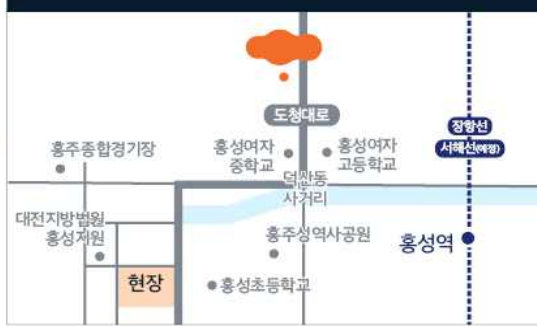 도청대로
장항선
서해선(예정)
홍성여자
중학교
홍성여자
고등학교
홍주종합경기장
덕산통
사거리
대전지방법원
홍성지원
홍주성역사공원
홍성역
현장
홍성초등학교